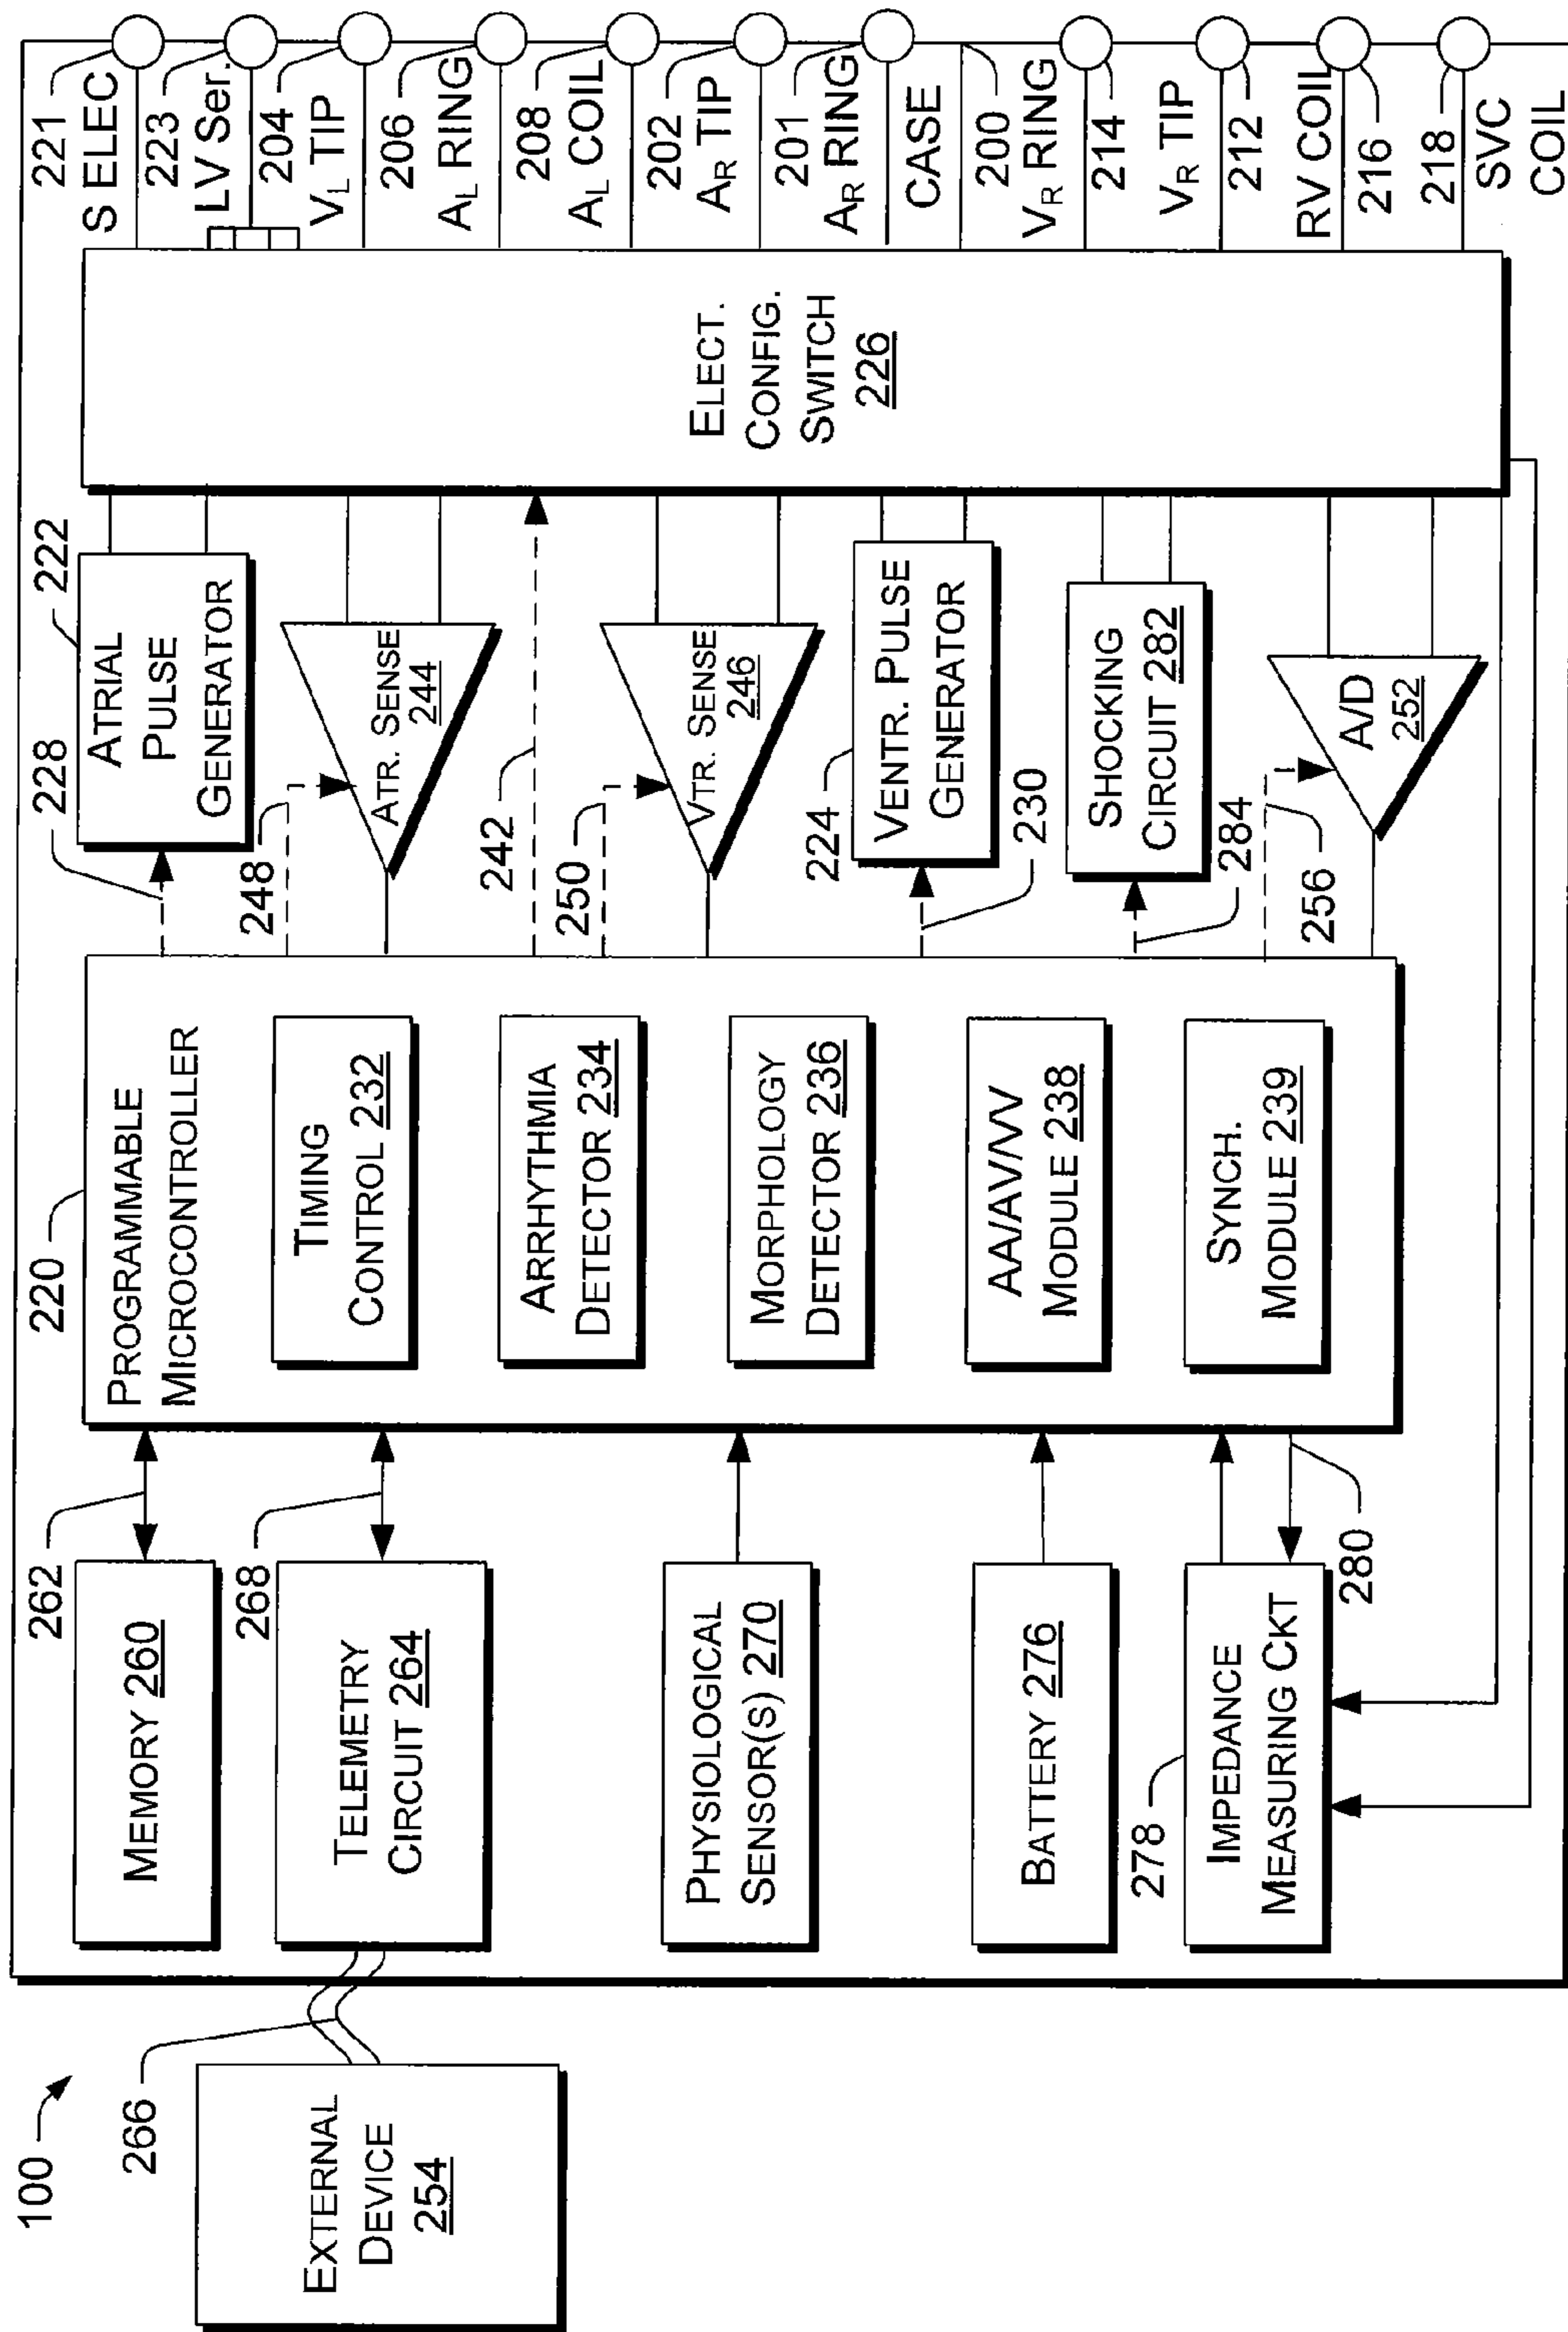 100
EXTERNAL
DEVICE
254
266
262
MEMORY 260
268
TELEMETRY
CIRCUIT 264
PHYSIOLOGICAL
SENSOR(S) 270
BATTERY 276
278
IMPEDANCE
MEASURING CKT
280
220
PROGRAMMABLE
MICROCONTROLLER
TIMING
CONTROL 232
ARRHYTHMIA
DETECTOR 234
MORPHOLOGY
DETECTOR 236
AA/AV/VV
MODULE 238
SYNCH.
MODULE 239
228
222
ATRIAL
PULSE
GENERATOR
248
ATR. SENSE
244
242
250
VTR. SENSE
246
224
VENTR. PULSE
GENERATOR
230
SHOCKING
CIRCUIT 282
284
256
A/D
252
ELECT.
CONFIG.
SWITCH
226
221
S ELEC
223
LV Ser.
204
VL TIP
206
AL RING
208
AL COIL
202
AR TIP
201
AR RING
CASE
200
VR RING
214
VR TIP
212
RV COIL
216
218
SVC
COIL